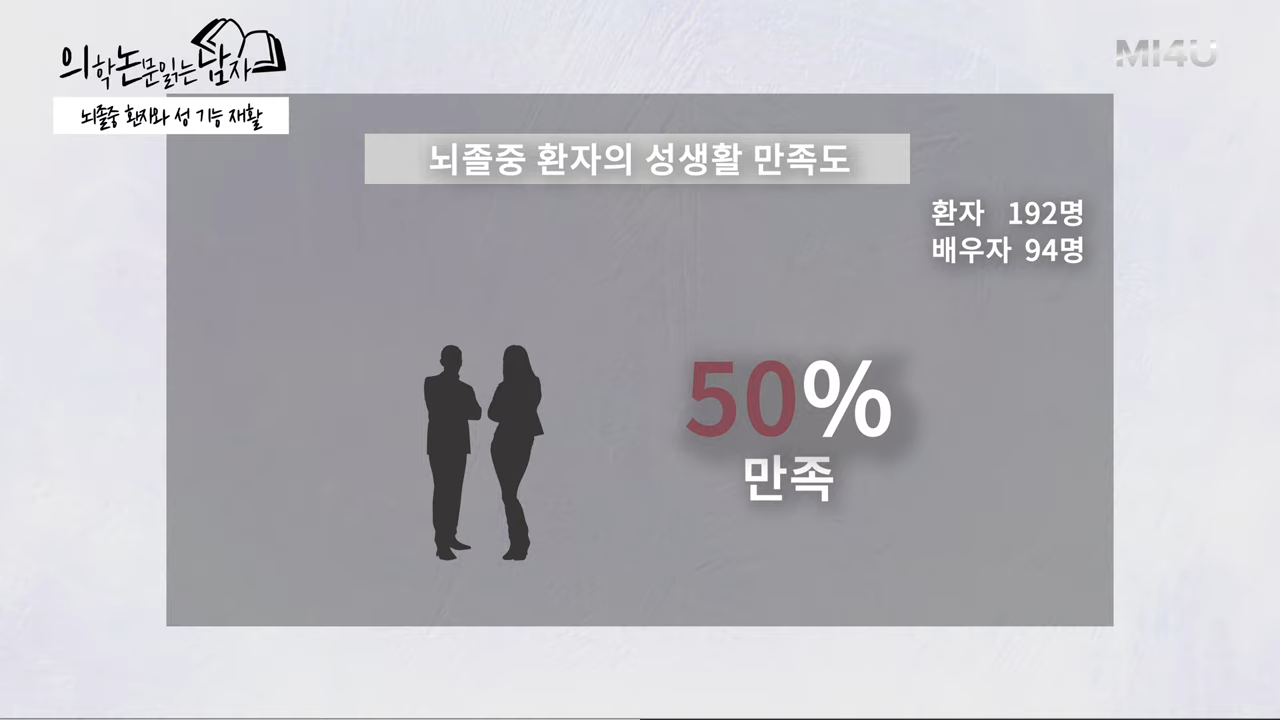 의학논문읽는남자
MI4U
뇌졸중 환자와 성 기능 재활
뇌졸중 환자의 성생활 만족도
환자 192명
배우자 94명
50%
만족